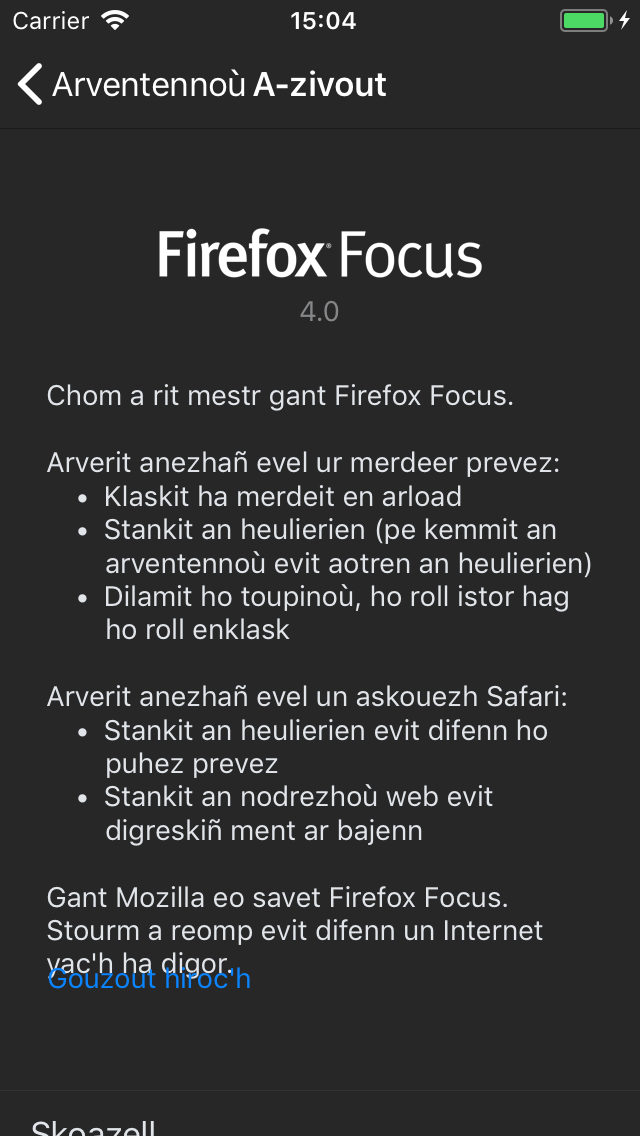 Carrier 15:04
Arventennoù A-zivout
Firefox Focus
4.0
Chom a rit mestr gant Firefox Focus.
Arverit anezhañ evel ur merdeer prevez:
• Klaskit ha merdeit en arload
• Stankit an heulierien (pe kemmit an
arventennoù evit aotren an heulierien)
• Dilamit ho toupinoù, ho roll istor hag
ho roll enklask
Arverit anezhañ evel un askouezh Safari:
• Stankit an heulierien evit difenn ho
puhez prevez
• Stankit an nodrezhoù web evit
digreskiñ ment ar bajenn
Gant Mozilla eo savet Firefox Focus.
Stourm a reomp evit difenn un Internet
yac'h ha digor.
Gouzout hiroc'h
Skoazell